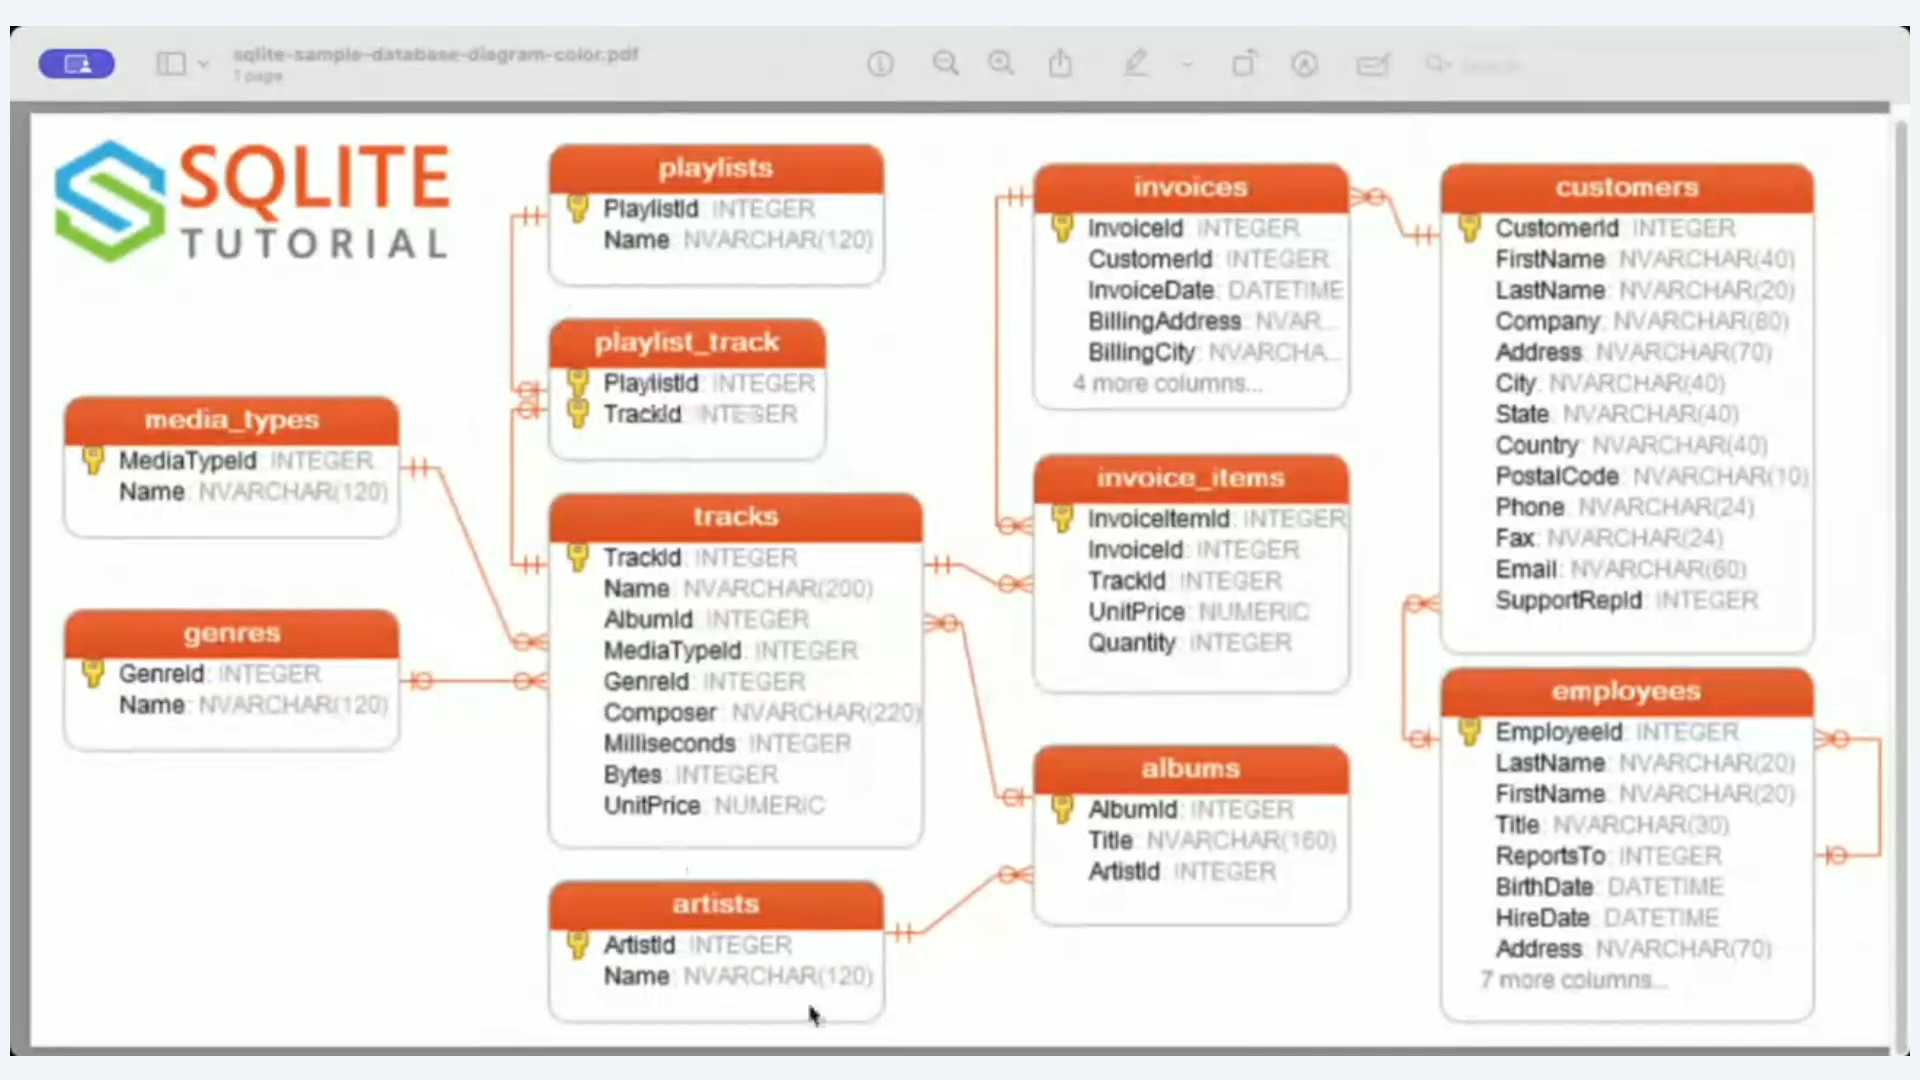 sqlite-sample-database-diagram-color.pdf
1 page
SQLITE
TUTORIAL
playlists
PlaylistId: INTEGER
Name: NVARCHAR(120)
playlist_track
PlaylistId: INTEGER
TrackId: INTEGER
media_types
MediaTypeId: INTEGER
Name: NVARCHAR(120)
genres
GenreId: INTEGER
Name: NVARCHAR(120)
tracks
TrackId: INTEGER
Name: NVARCHAR(200)
AlbumId: INTEGER
MediaTypeId: INTEGER
GenreId: INTEGER
Composer: NVARCHAR(220)
Milliseconds: INTEGER
Bytes: INTEGER
UnitPrice: NUMERIC
artists
ArtistId: INTEGER
Name: NVARCHAR(120)
invoices
InvoiceId: INTEGER
CustomerId: INTEGER
InvoiceDate: DATETIME
BillingAddress: NVAR...
BillingCity: NVARCHA...
4 more columns...
invoice_items
InvoiceItemId: INTEGER
InvoiceId: INTEGER
TrackId: INTEGER
UnitPrice: NUMERIC
Quantity: INTEGER
albums
AlbumId: INTEGER
Title: NVARCHAR(160)
ArtistId: INTEGER
customers
CustomerId: INTEGER
FirstName: NVARCHAR(40)
LastName: NVARCHAR(20)
Company: NVARCHAR(80)
Address: NVARCHAR(70)
City: NVARCHAR(40)
State: NVARCHAR(40)
Country: NVARCHAR(40)
PostalCode: NVARCHAR(10)
Phone: NVARCHAR(24)
Fax: NVARCHAR(24)
Email: NVARCHAR(60)
SupportRepId: INTEGER
employees
EmployeeId: INTEGER
LastName: NVARCHAR(20)
FirstName: NVARCHAR(20)
Title: NVARCHAR(30)
ReportsTo: INTEGER
BirthDate: DATETIME
HireDate: DATETIME
Address: NVARCHAR(70)
7 more columns...